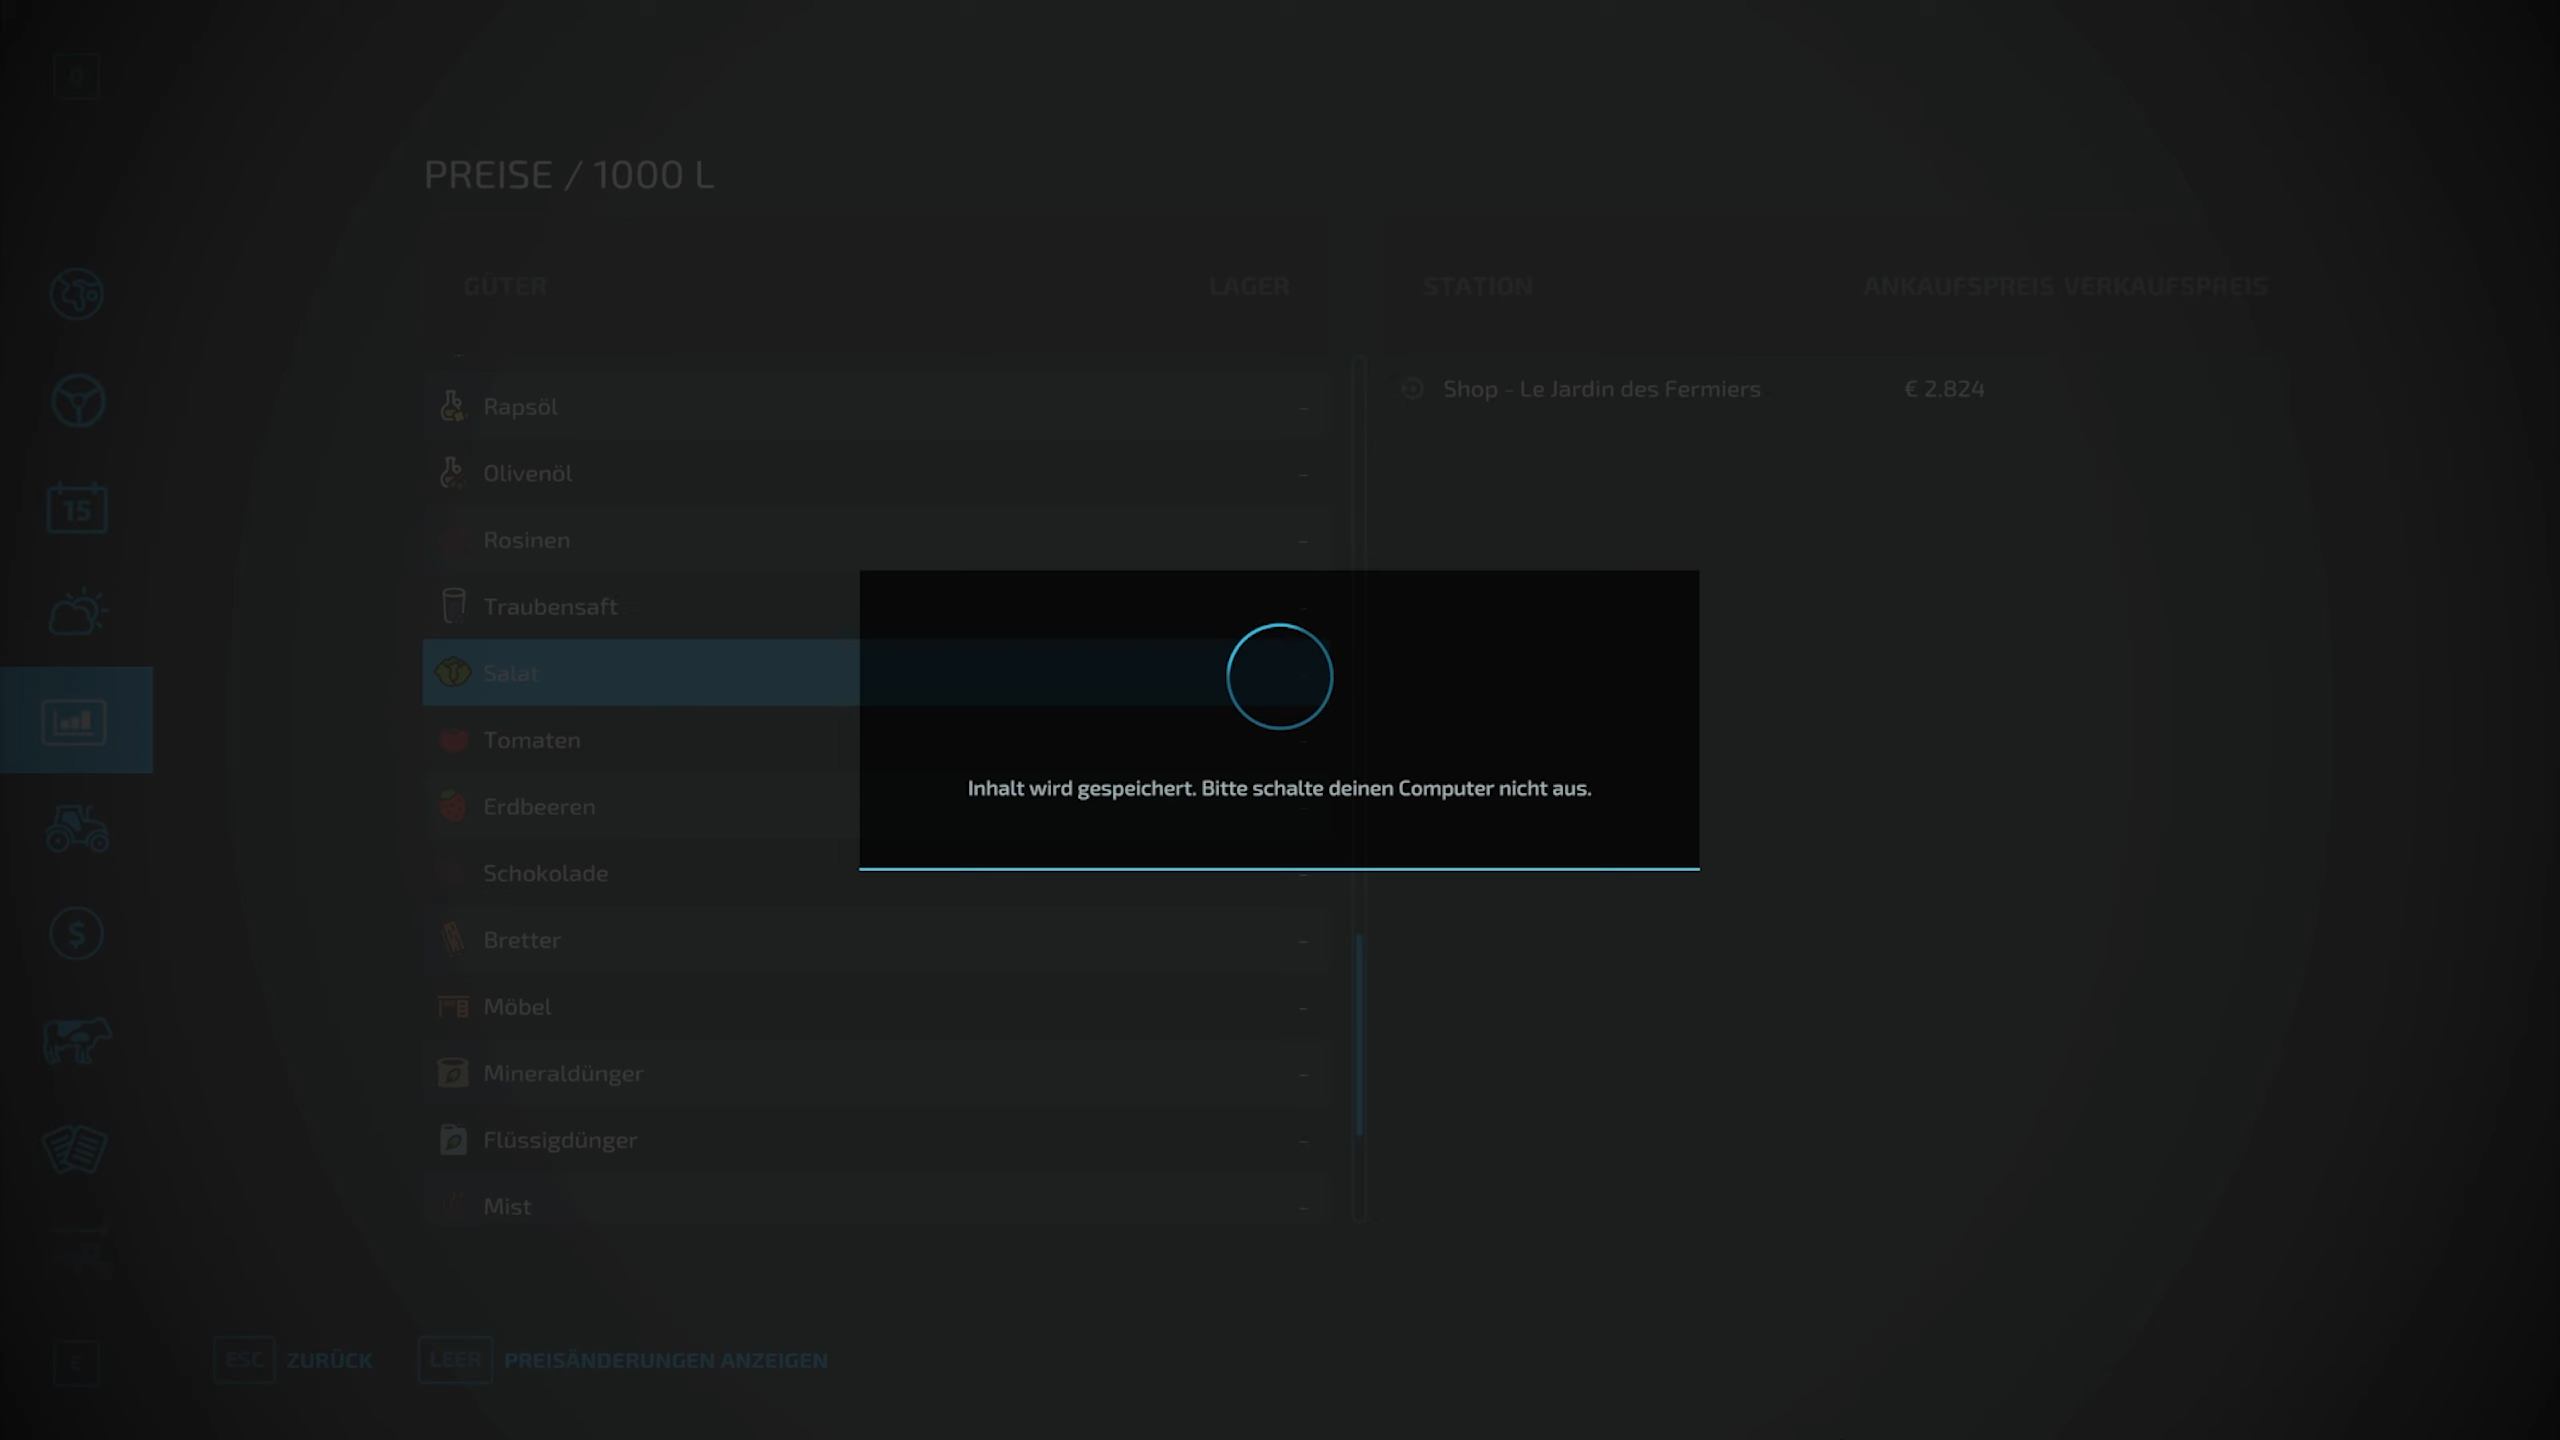 Q
PREISE / 1000 L
GÜTER LAGER STATION ANKAUFSPREIS VERKAUFSPREIS
Shop - Le Jardin des Fermiers € 2.824
Rapsöl -
Olivenöl -
15
Rosinen -
Traubensaft -
Salat -
Tomaten -
Inhalt wird gespeichert. Bitte schalte deinen Computer nicht aus.
Erdbeeren -
Schokolade -
$
Bretter -
Möbel -
Mineraldünger -
Flüssigdünger -
Mist -
E
ESC ZURÜCK LEER PREISÄNDERUNGEN ANZEIGEN